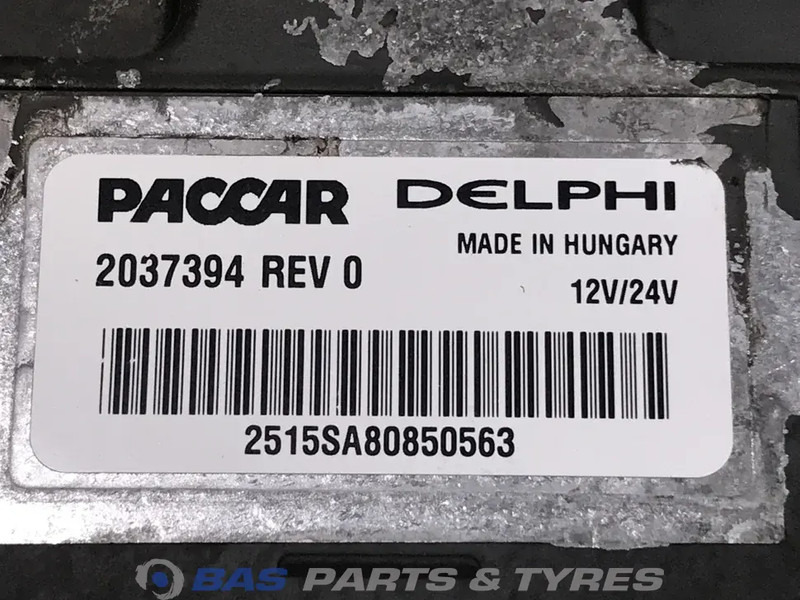 PACCAR DELPHI
MADE IN HUNGARY
2037394 REV 0
12V/24V
2515SA80850563
BAS PARTS & TYRES